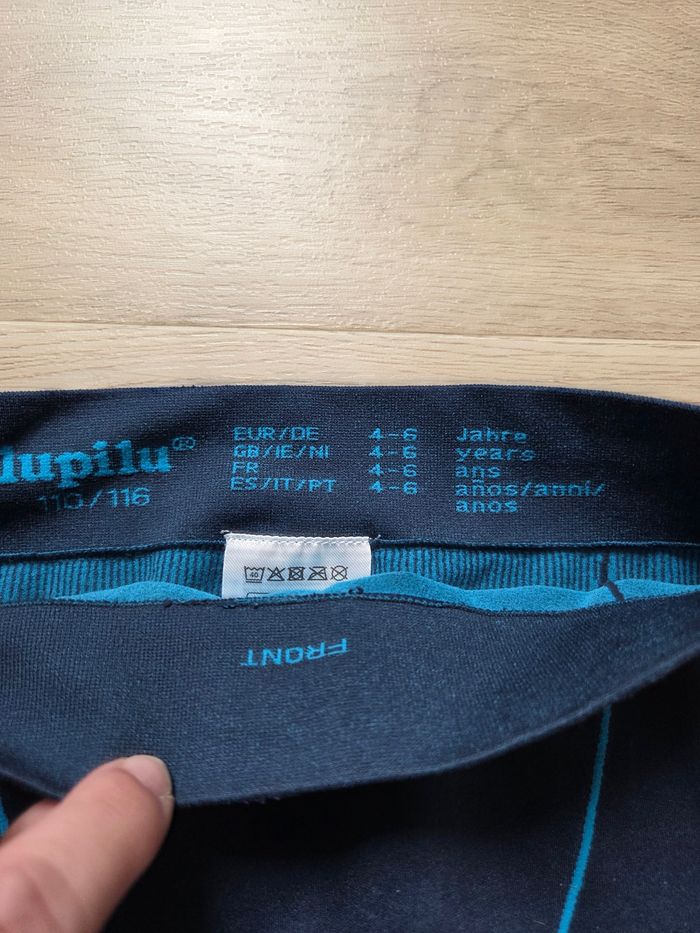 lupilu®
110/116
EUR/DE 4-6 Jahre
GB/IE/NI 4-6 years
FR 4-6 ans
ES/IT/PT 4-6 años/anni/
anos
40
FRONT